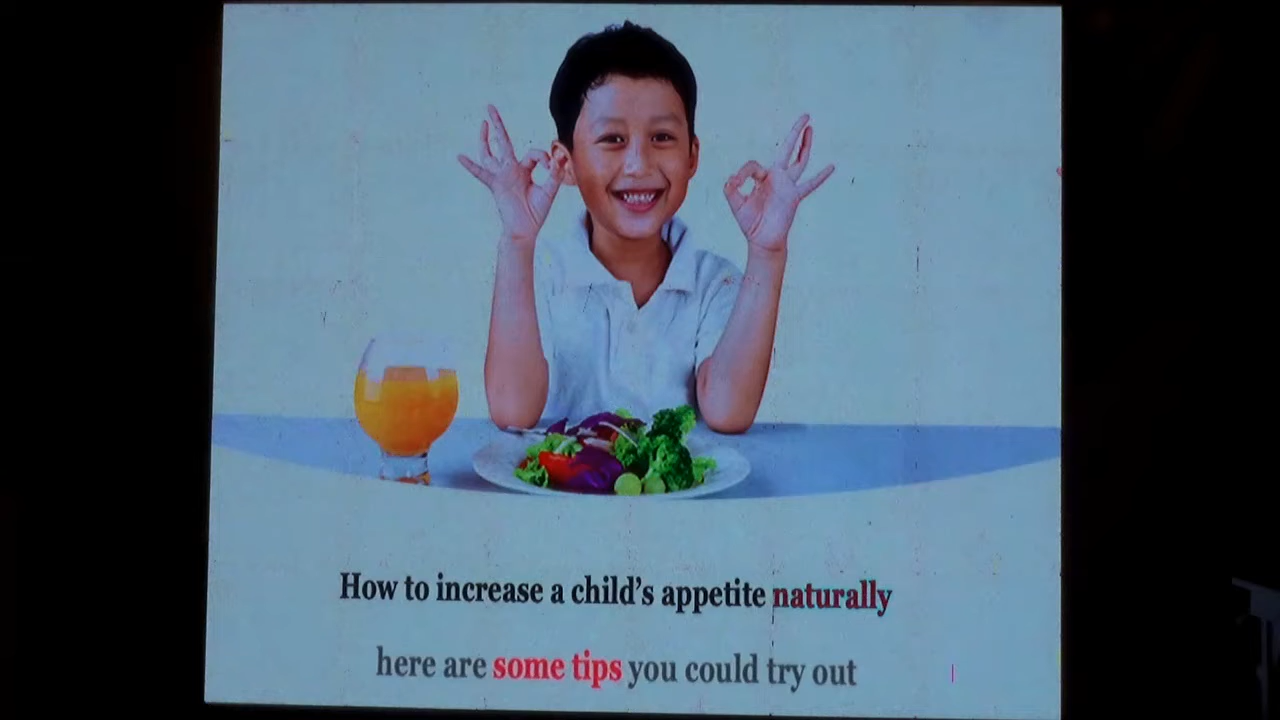 How to increase a child's appetite naturally
here are some tips you could try out